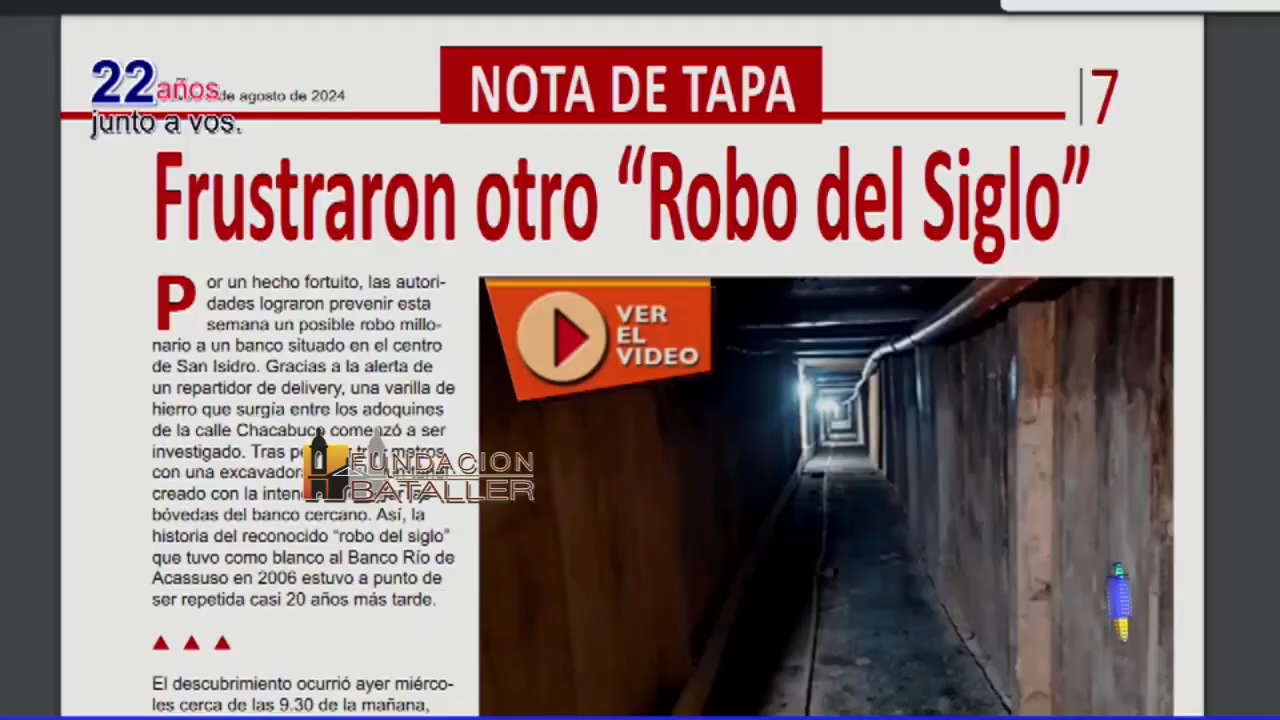 22 años
junto a vos.
de agosto de 2024
NOTA DE TAPA
7
Frustraron otro “Robo del Siglo”
Por un hecho fortuito, las autori-
dades lograron prevenir esta
semana un posible robo millo-
nario a un banco situado en el centro
de San Isidro. Gracias a la alerta de
un repartidor de delivery, una varilla de
hierro que surgía entre los adoquines
de la calle Chacabuco comenzó a ser
investigado. Tras metros
con una excavadora
creado con la
bóvedas del banco cercano. Así, la
historia del reconocido “robo del siglo”
que tuvo como blanco al Banco Río de
Acassuso en 2006 estuvo a punto de
ser repetida casi 20 años más tarde.
El descubrimiento ocurrió ayer miérco-
les cerca de las 9.30 de la mañana,
VER
EL
VIDEO
FUNDACION
BATALLER